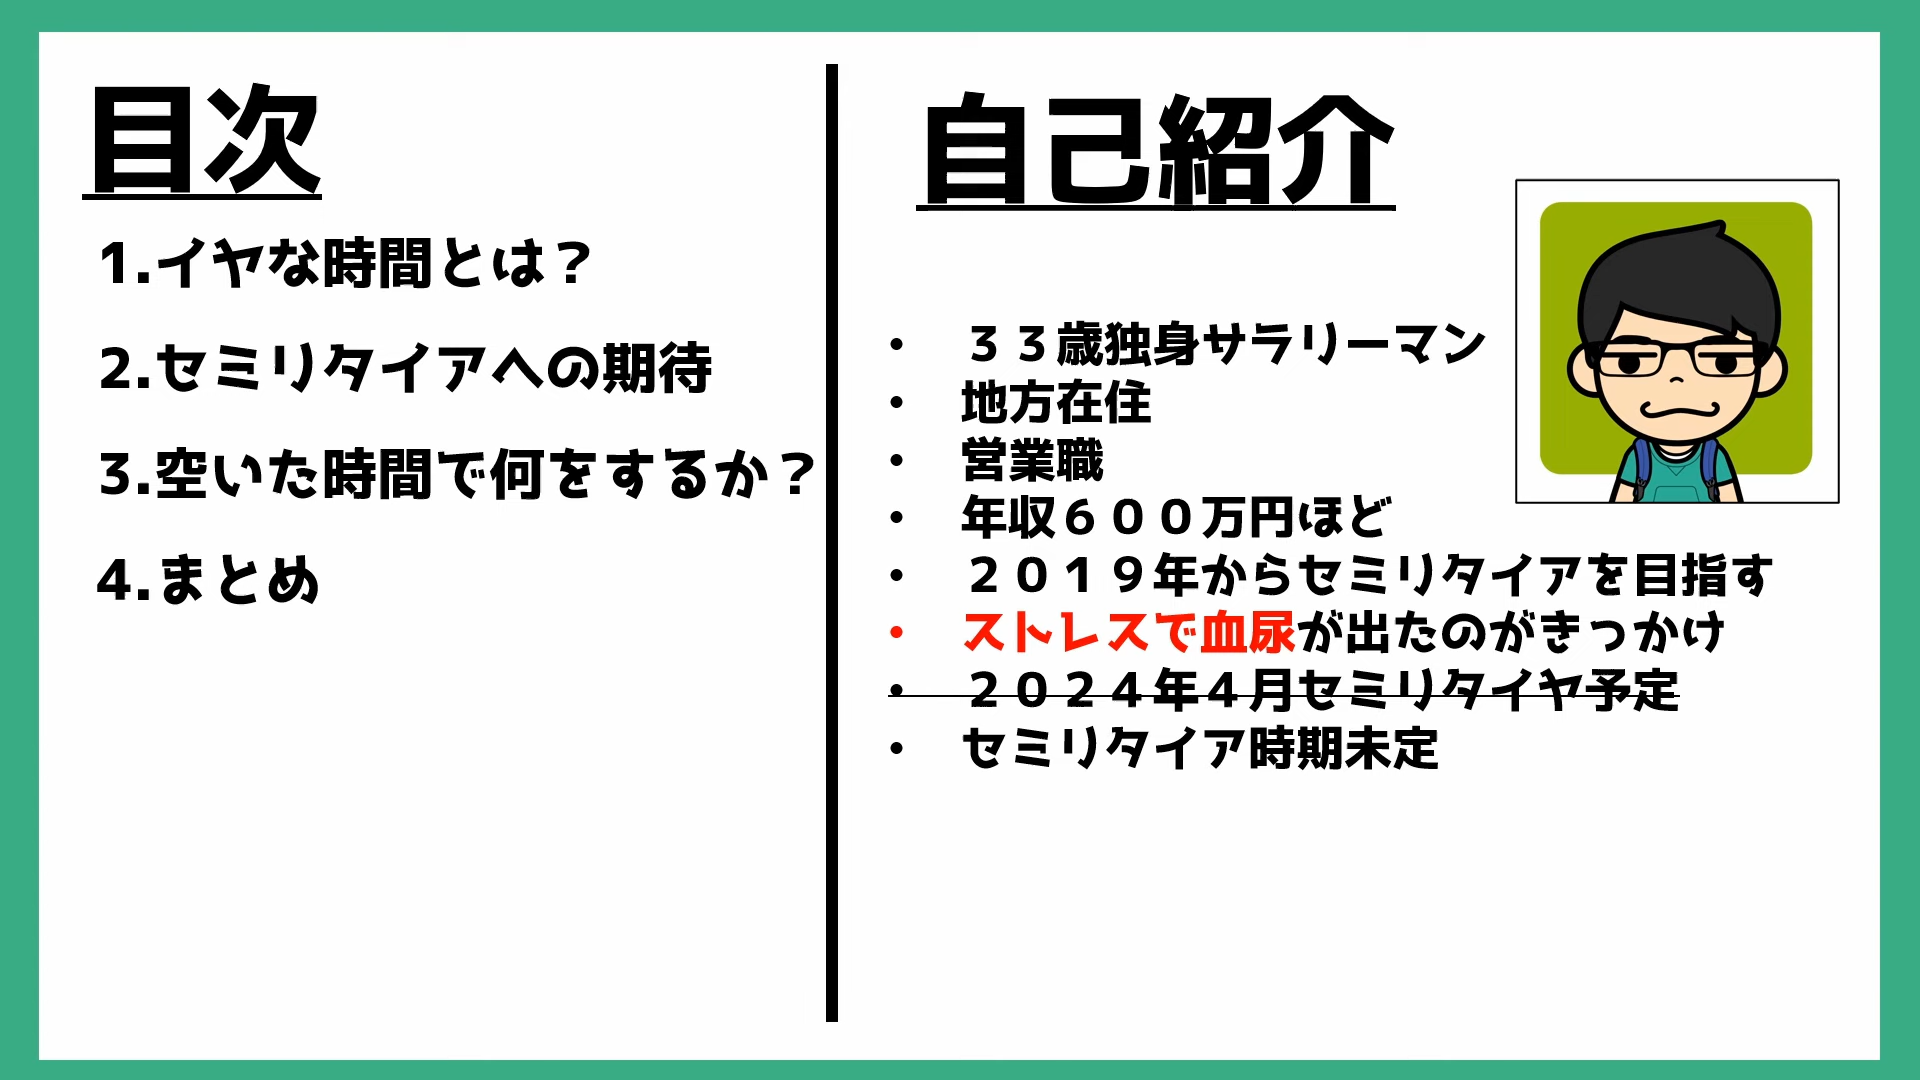 目次
1.イヤな時間とは？
2.セミリタイアへの期待
3.空いた時間で何をするか？
4.まとめ
自己紹介
• ３３歳独身サラリーマン
• 地方在住
• 営業職
• 年収６００万円ほど
• ２０１９年からセミリタイアを目指す
• ストレスで血尿が出たのがきっかけ
• ２０２４年４月セミリタイヤ予定
• セミリタイア時期未定